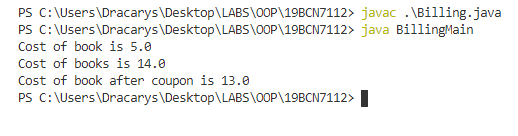 PS C:\Users\Dracarys\Desktop\LABS\OOP\19BCN7112> javac .\Billing.java
PS C:\Users\Dracarys\Desktop\LABS\OOP\19BCN7112> java BillingMain
Cost of book is 5.0
Cost of books is 14.0
Cost of book after coupon is 13.0
PS C:\Users\Dracarys\Desktop\LABS\OOP\19BCN7112>